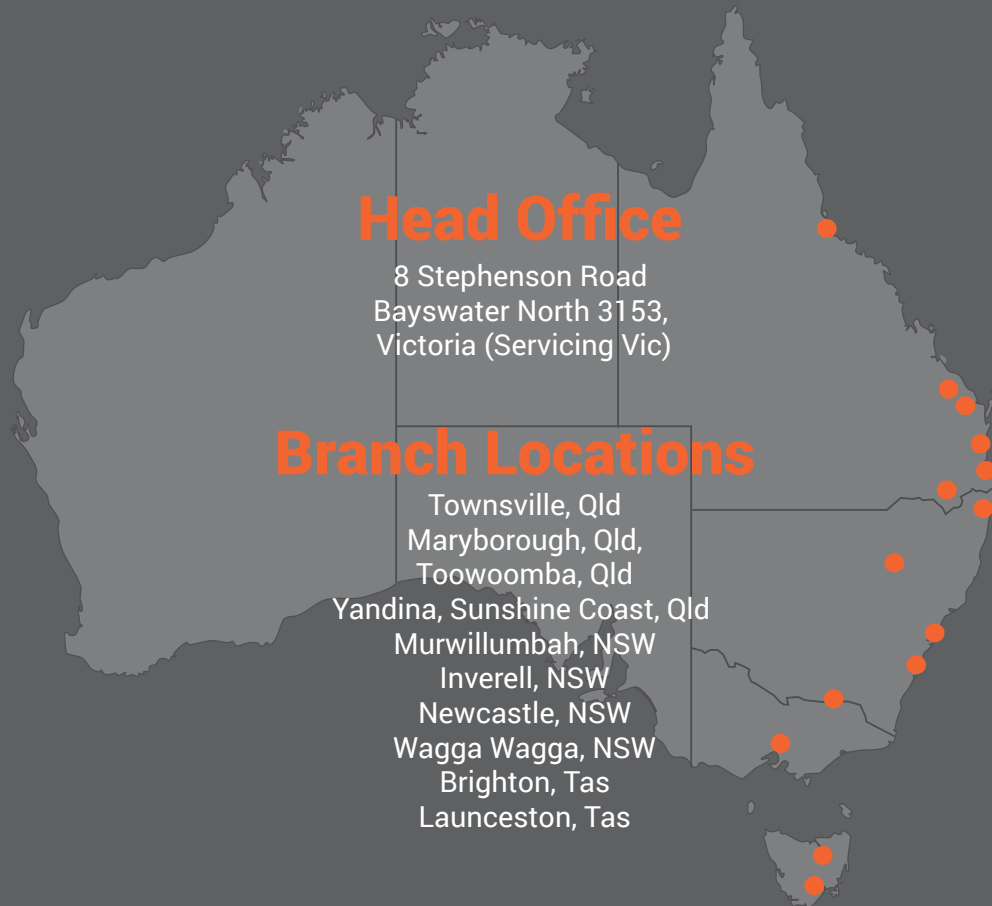 Head Office
8 Stephenson Road
Bayswater North 3153,
Victoria (Servicing Vic)
Branch Locations
Townsville, Qld
Maryborough, Qld,
Toowoomba, Qld
Yandina, Sunshine Coast, Qld
Murwillumbah, NSW
Inverell, NSW
Newcastle, NSW
Wagga Wagga, NSW
Brighton, Tas
Launceston, Tas